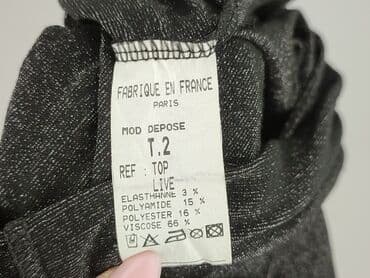 FABRIQUE EN FRANCE
PARIS
MOD DEPOSE
T.2
REF : TOP
LIVE
ELASTHANNE 3 %
POLYAMIDE 15 %
POLYESTER 16 %
VISCOSE 66 %